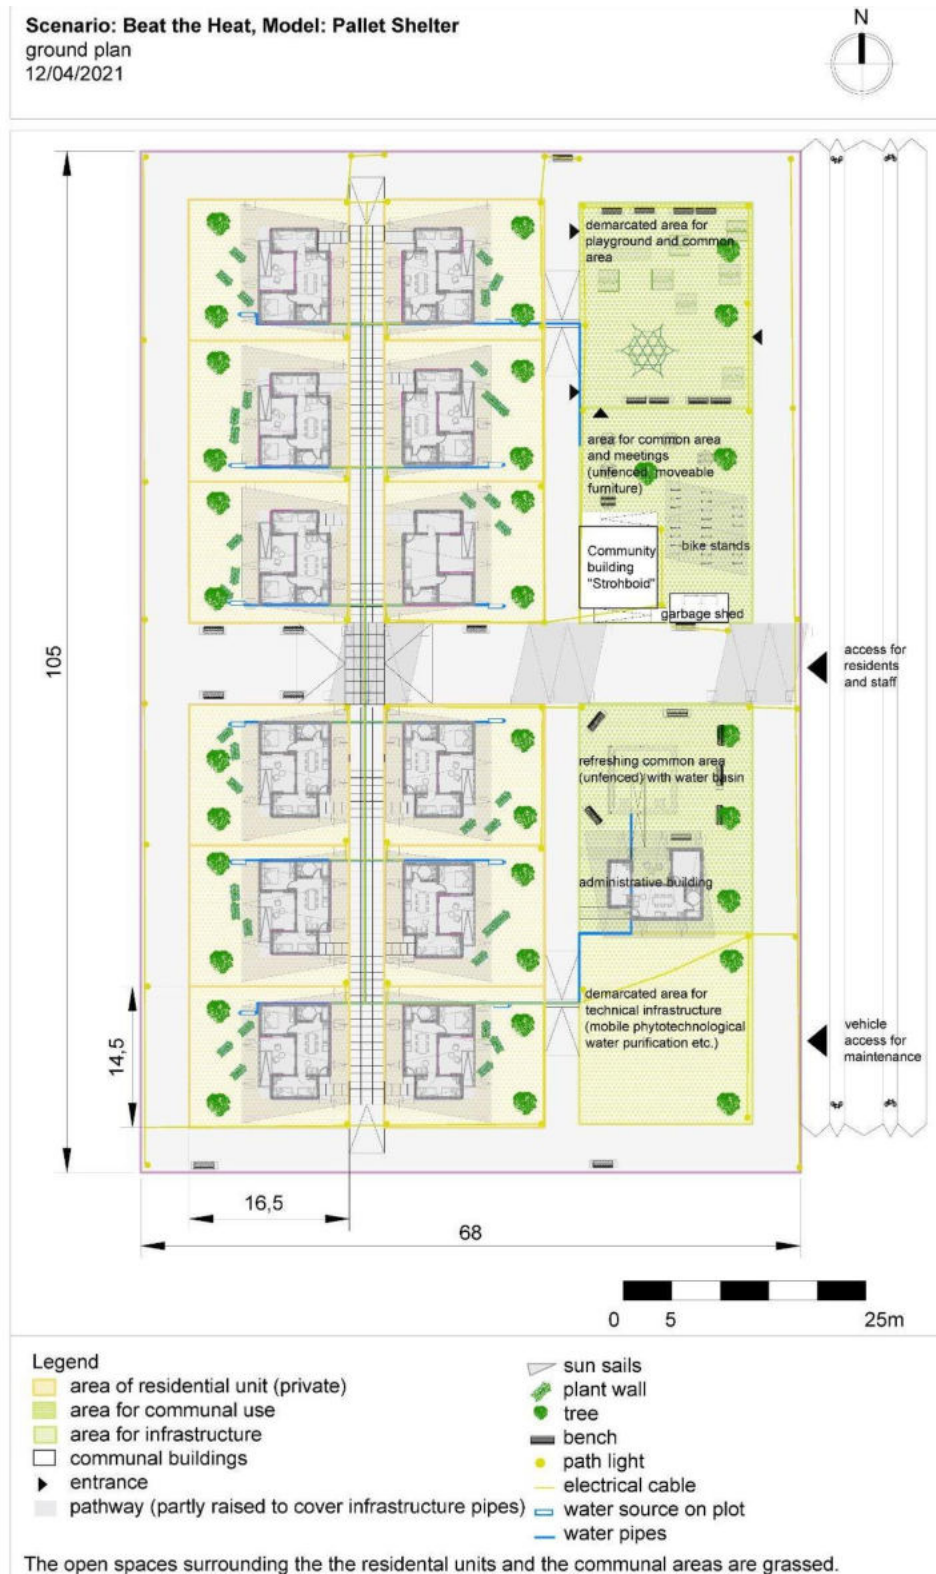 Scenario: Beat the Heat, Model: Pallet Shelter
ground plan
12/04/2021
N
demarcated area for
playground and common
area
area for common area
and meetings
(unfenced, moveable
furniture)
bike stands
Community
building
"Strohboid"
garbage shed
105
access for
residents
and staff
refreshing common area
(unfenced) with water basin
administrative building
demarcated area for
technical infrastructure
(mobile phytotechnological
water purification etc.)
vehicle
access for
maintenance
14,5
16,5
68
0 5 25m
Legend
area of residential unit (private)
area for communal use
area for infrastructure
communal buildings
entrance
pathway (partly raised to cover infrastructure pipes)
sun sails
plant wall
tree
bench
path light
electrical cable
water source on plot
water pipes
The open spaces surrounding the the residental units and the communal areas are grassed.